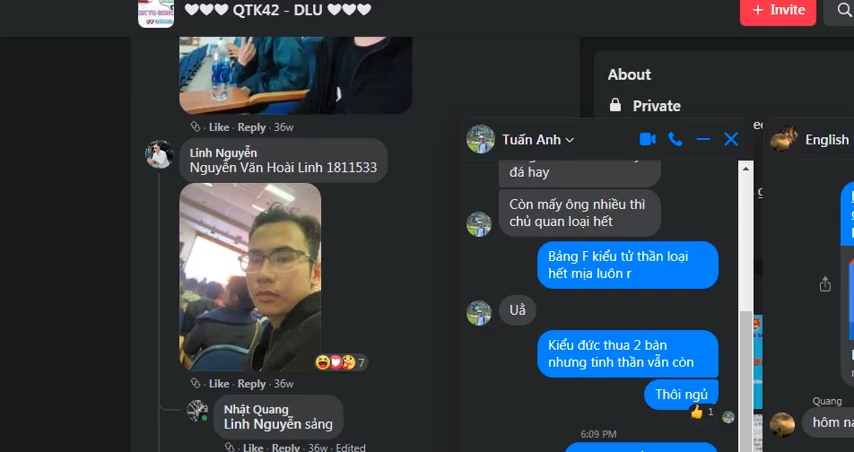 ♥♥♥ QTK42 - DLU ♥♥♥
+ Invite
Like · Reply · 36w
Linh Nguyễn
Nguyễn Văn Hoài Linh 1811533
7
Like · Reply · 36w
Nhật Quang
Linh Nguyễn sảng
Like · Reply · 36w · Edited
About
Private
Tuấn Anh
đá hay
Còn mấy ông nhiều thì
chủ quan loại hết
Bảng F kiểu tử thần loại
hết mịa luôn r
Uả
Kiểu đức thua 2 bàn
nhưng tinh thần vẫn còn
Thôi ngủ
1
6:09 PM
English
Quang
hôm